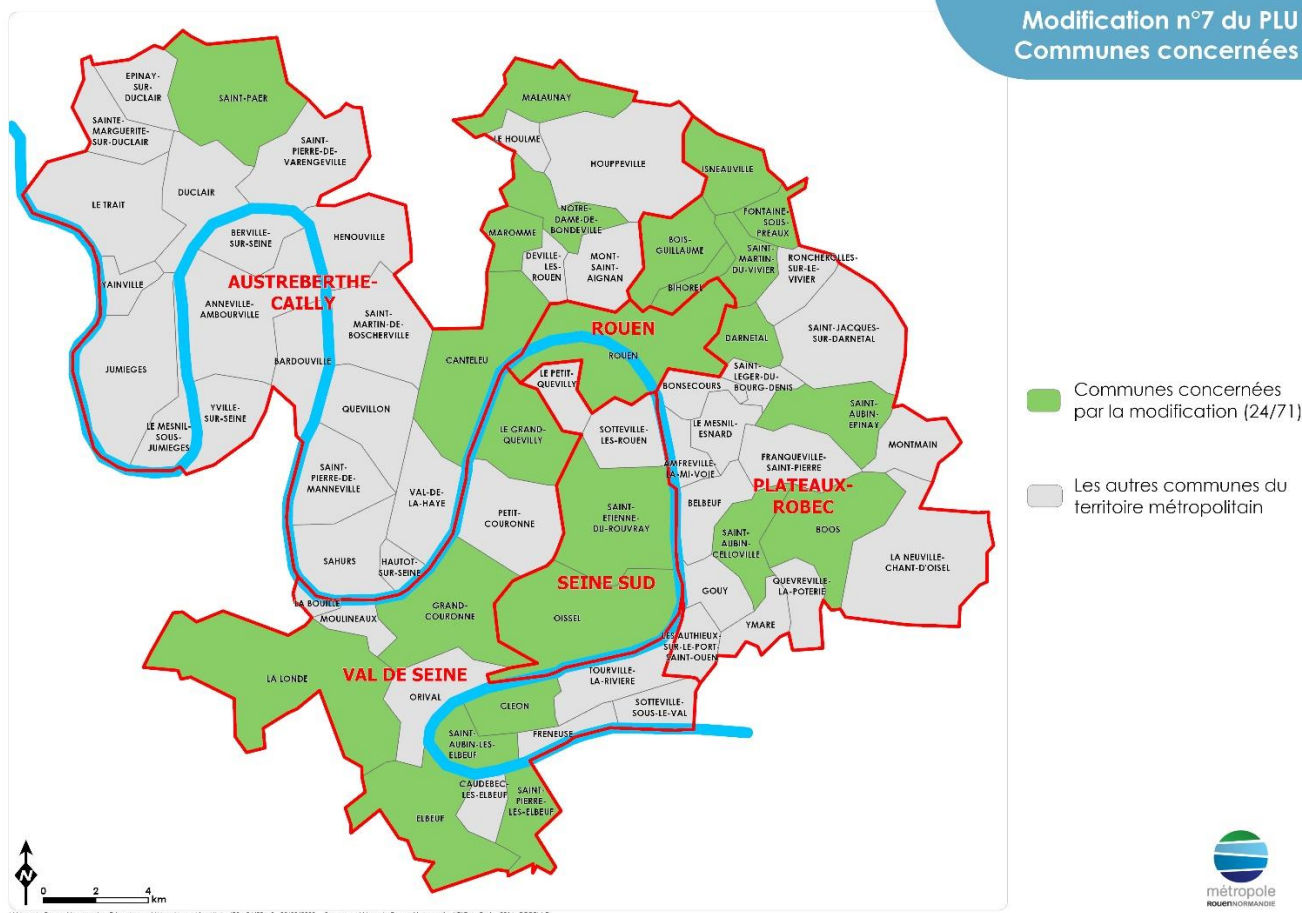 Modification n°7 du PLU
Communes concernées
EPINAY-
SUR-
DUCLAIR
SAINT-PAER
SAINTE-
MARGUERITE-
SUR-DUCLAIR
SAINT-
PIERRE-DE-
VARENGEVILLE
DUCLAIR
LE TRAIT
BERVILLE-
SUR-SEINE
HENOUVILLE
YAINVILLE
AUSTREBERTHE-
CAILLY
ANNEVILLE-
AMBOURVILLE
SAINT-
MARTIN-DE-
BOSCHERVILLE
BARDOUVILLE
JUMIEGES
YVILLE-
SUR-SEINE
LE MESNIL-
SOUS-
JUMIEGES
QUEVILLON
SAINT-
PIERRE-DE-
MANNEVILLE
VAL-DE-
LA-HAYE
SAHURS
HAUTOT-
SUR-SEINE
MALAUNAY
LE HOULME
HOUPPEVILLE
ISNEAUVILLE
NOTRE-
DAME-DE-
BONDEVILLE
MAROMME
DEVILLE-
LES-
ROUEN
MONT-
SAINT-
AIGNAN
BOIS-
GUILLAUME
BIHOREL
FONTAINE-
SOUS-
PREAUX
SAINT-
MARTIN-
DU-VIVIER
RONCHEROLLES-
SUR-LE-
VIVIER
SAINT-JACQUES-
SUR-DARNETAL
CANTELEU
ROUEN
ROUEN
DARNETAL
LE PETIT-
QUEVILLY
BONSECOURS
SAINT-
LEGER-DU-
BOURG-DENIS
LE GRAND-
QUEVILLY
SOTTEVILLE-
LES-ROUEN
LE MESNIL-
ESNARD
SAINT-
AUBIN-
EPINAY
MONTMAIN
FRANQUEVILLE-
SAINT-PIERRE
AMFREVILLE-
LA-MI-VOIE
PLATEAUX-
ROBEC
BELBEUF
PETIT-
COURONNE
SAINT-
ETIENNE-
DU-ROUVRAY
SAINT-
AUBIN-
CELLOVILLE
BOOS
LA NEUVILLE-
CHANT-D'OISEL
SEINE SUD
GOUY
QUEVREVILLE-
LA-POTERIE
YMARE
LA BOUILLE
MOULINEAUX
GRAND-
COURONNE
OISSEL
LES AUTHIEUX-
SUR-LE-PORT-
SAINT-OUEN
LA LONDE
VAL DE SEINE
ORIVAL
TOURVILLE-
LA-RIVIERE
CLEON
SOTTEVILLE-
SOUS-LE-VAL
SAINT-
AUBIN-LES-
ELBEUF
FRENEUSE
CAUDEBEC-
LES-ELBEUF
SAINT-
PIERRE-
LES-ELBEUF
ELBEUF
Communes concernées
par la modification (24/71)
Les autres communes du
territoire métropolitain
N
0 2 4
km
métropole
ROUENNORMANDIE